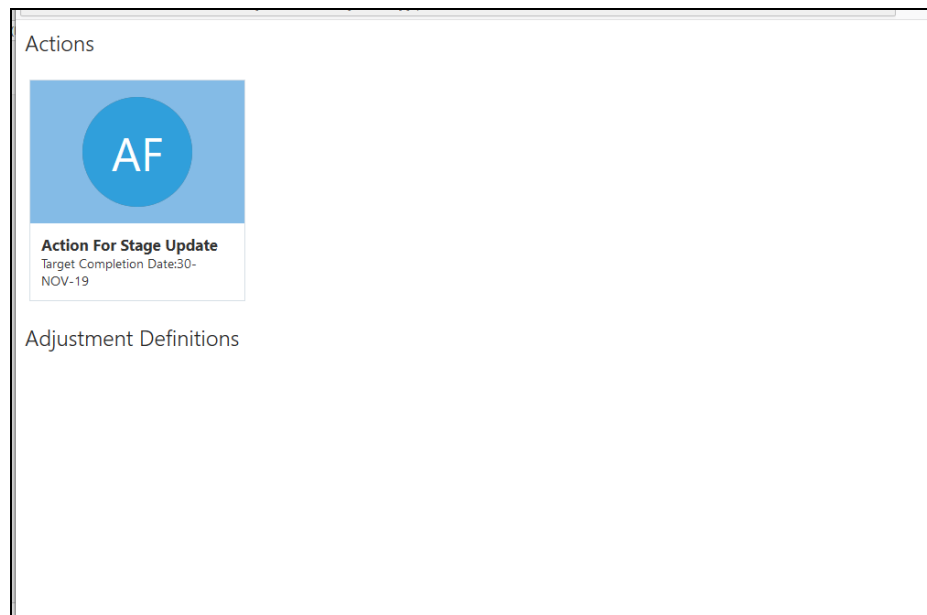 Actions
AF
Action For Stage Update
Target Completion Date:30-
NOV-19
Adjustment Definitions